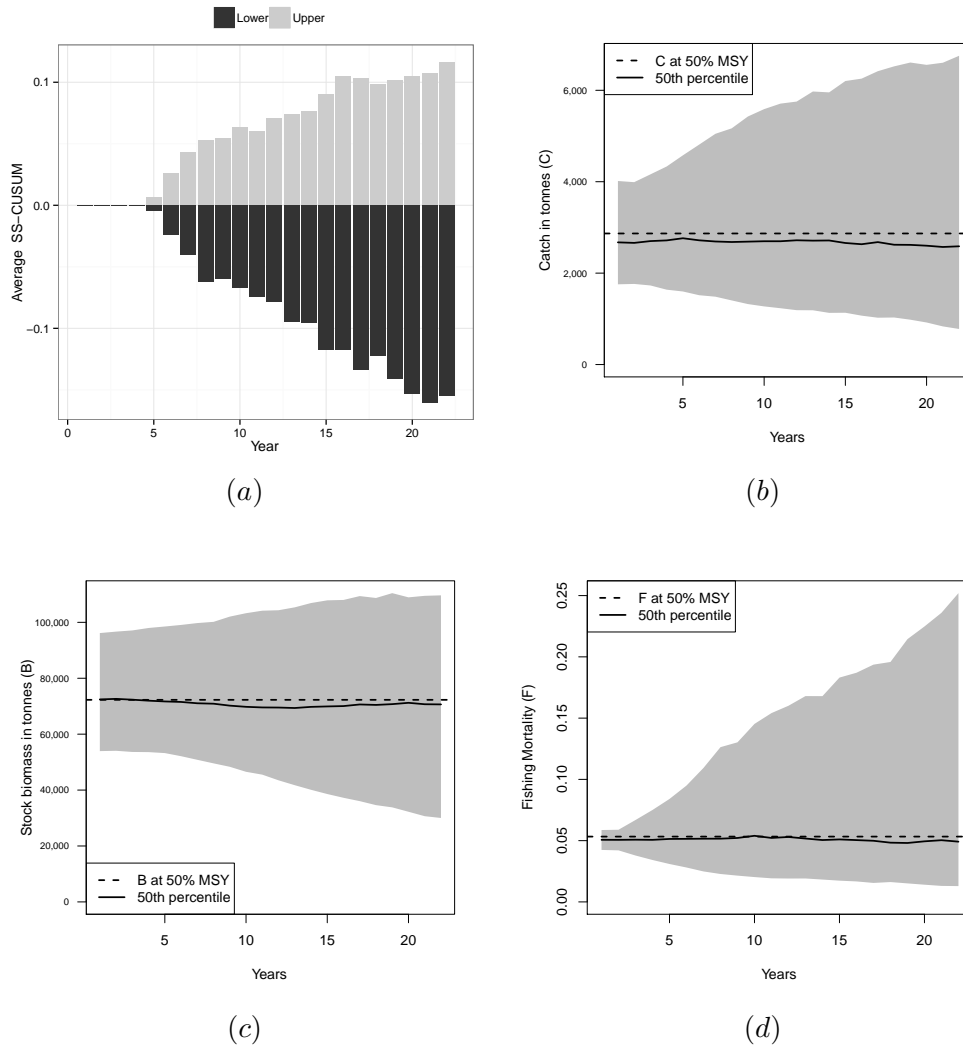 Lower Upper
0.1
0.0
−0.1
Average SS−CUSUM
0 5 10 15 20
Year
(a)
C at 50% MSY
50th percentile
6,000
4,000
2,000
0
Catch in tonnes (C)
5 10 15 20
Years
(b)
100,000
80,000
60,000
40,000
20,000
0
Stock biomass in tonnes (B)
B at 50% MSY
50th percentile
5 10 15 20
Years
(c)
F at 50% MSY
50th percentile
0.25
0.20
0.15
0.10
0.05
0.00
Fishing Mortality (F)
5 10 15 20
Years
(d)